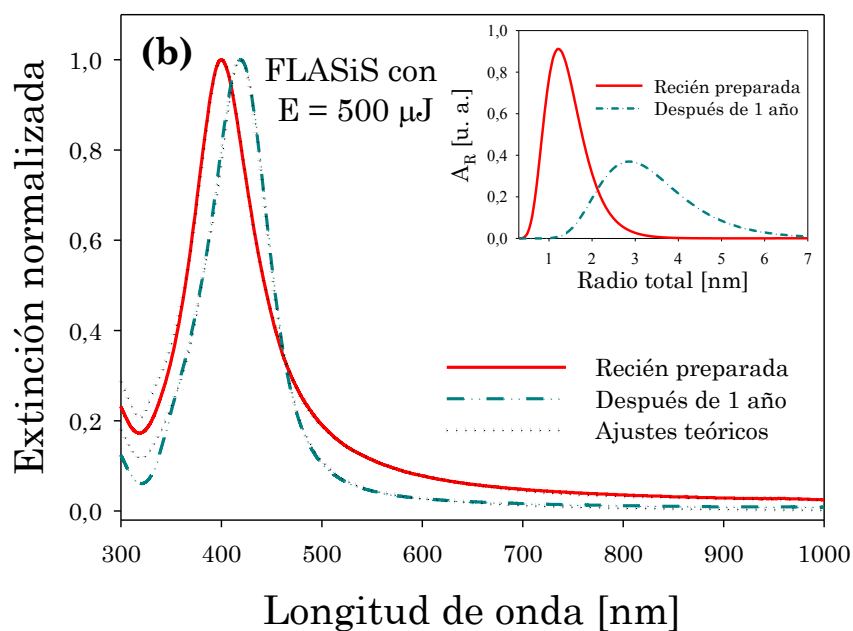 (b)
FLASiS con
E = 500 µJ
Extinción normalizada
1,0
0,8
0,6
0,4
0,2
0,0
300
400
500
600
700
800
900
1000
Longitud de onda [nm]
Recién preparada
Después de 1 año
Ajustes teóricos
A_R [u. a.]
1,0
0,8
0,6
0,4
0,2
0,0
1
2
3
4
5
6
7
Radio total [nm]
Recién preparada
Después de 1 año